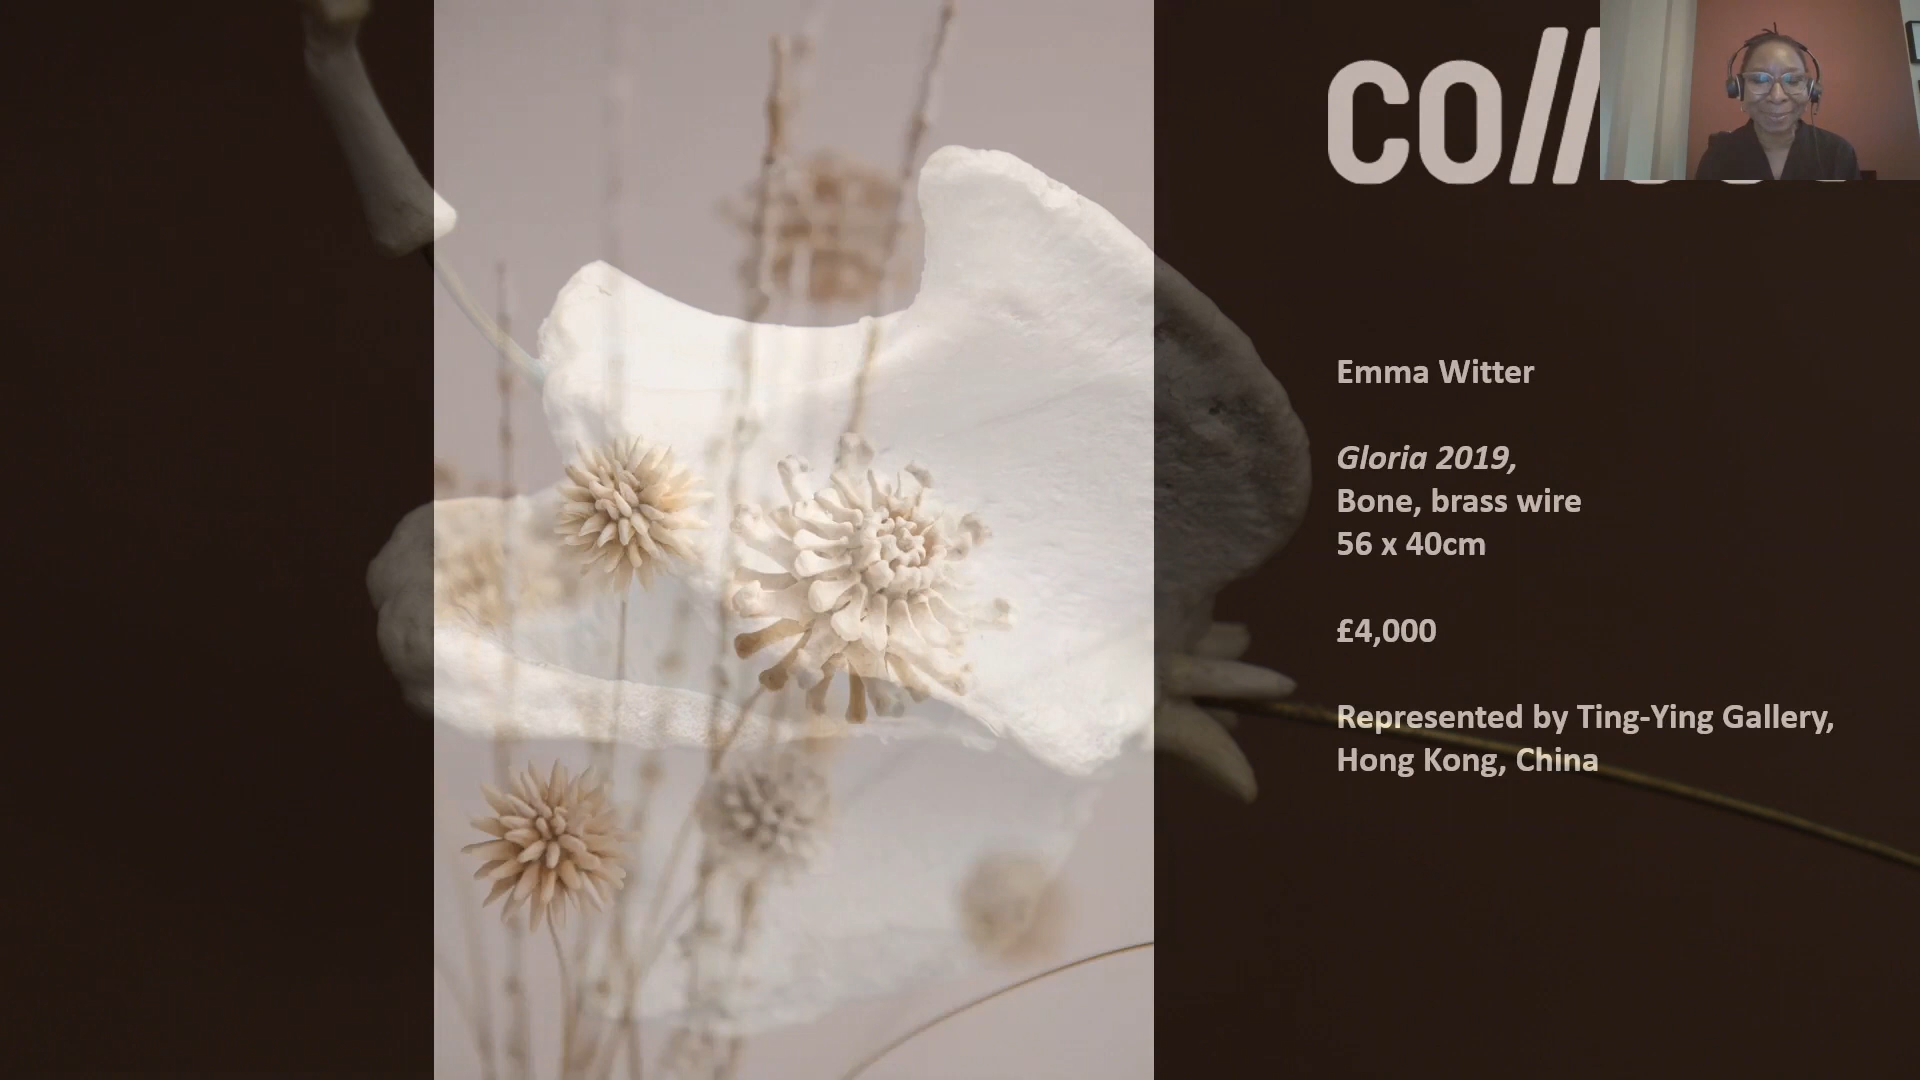 Emma Witter
Gloria 2019,
Bone, brass wire
56 x 40cm
£4,000
Represented by Ting-Ying Gallery,
Hong Kong, China